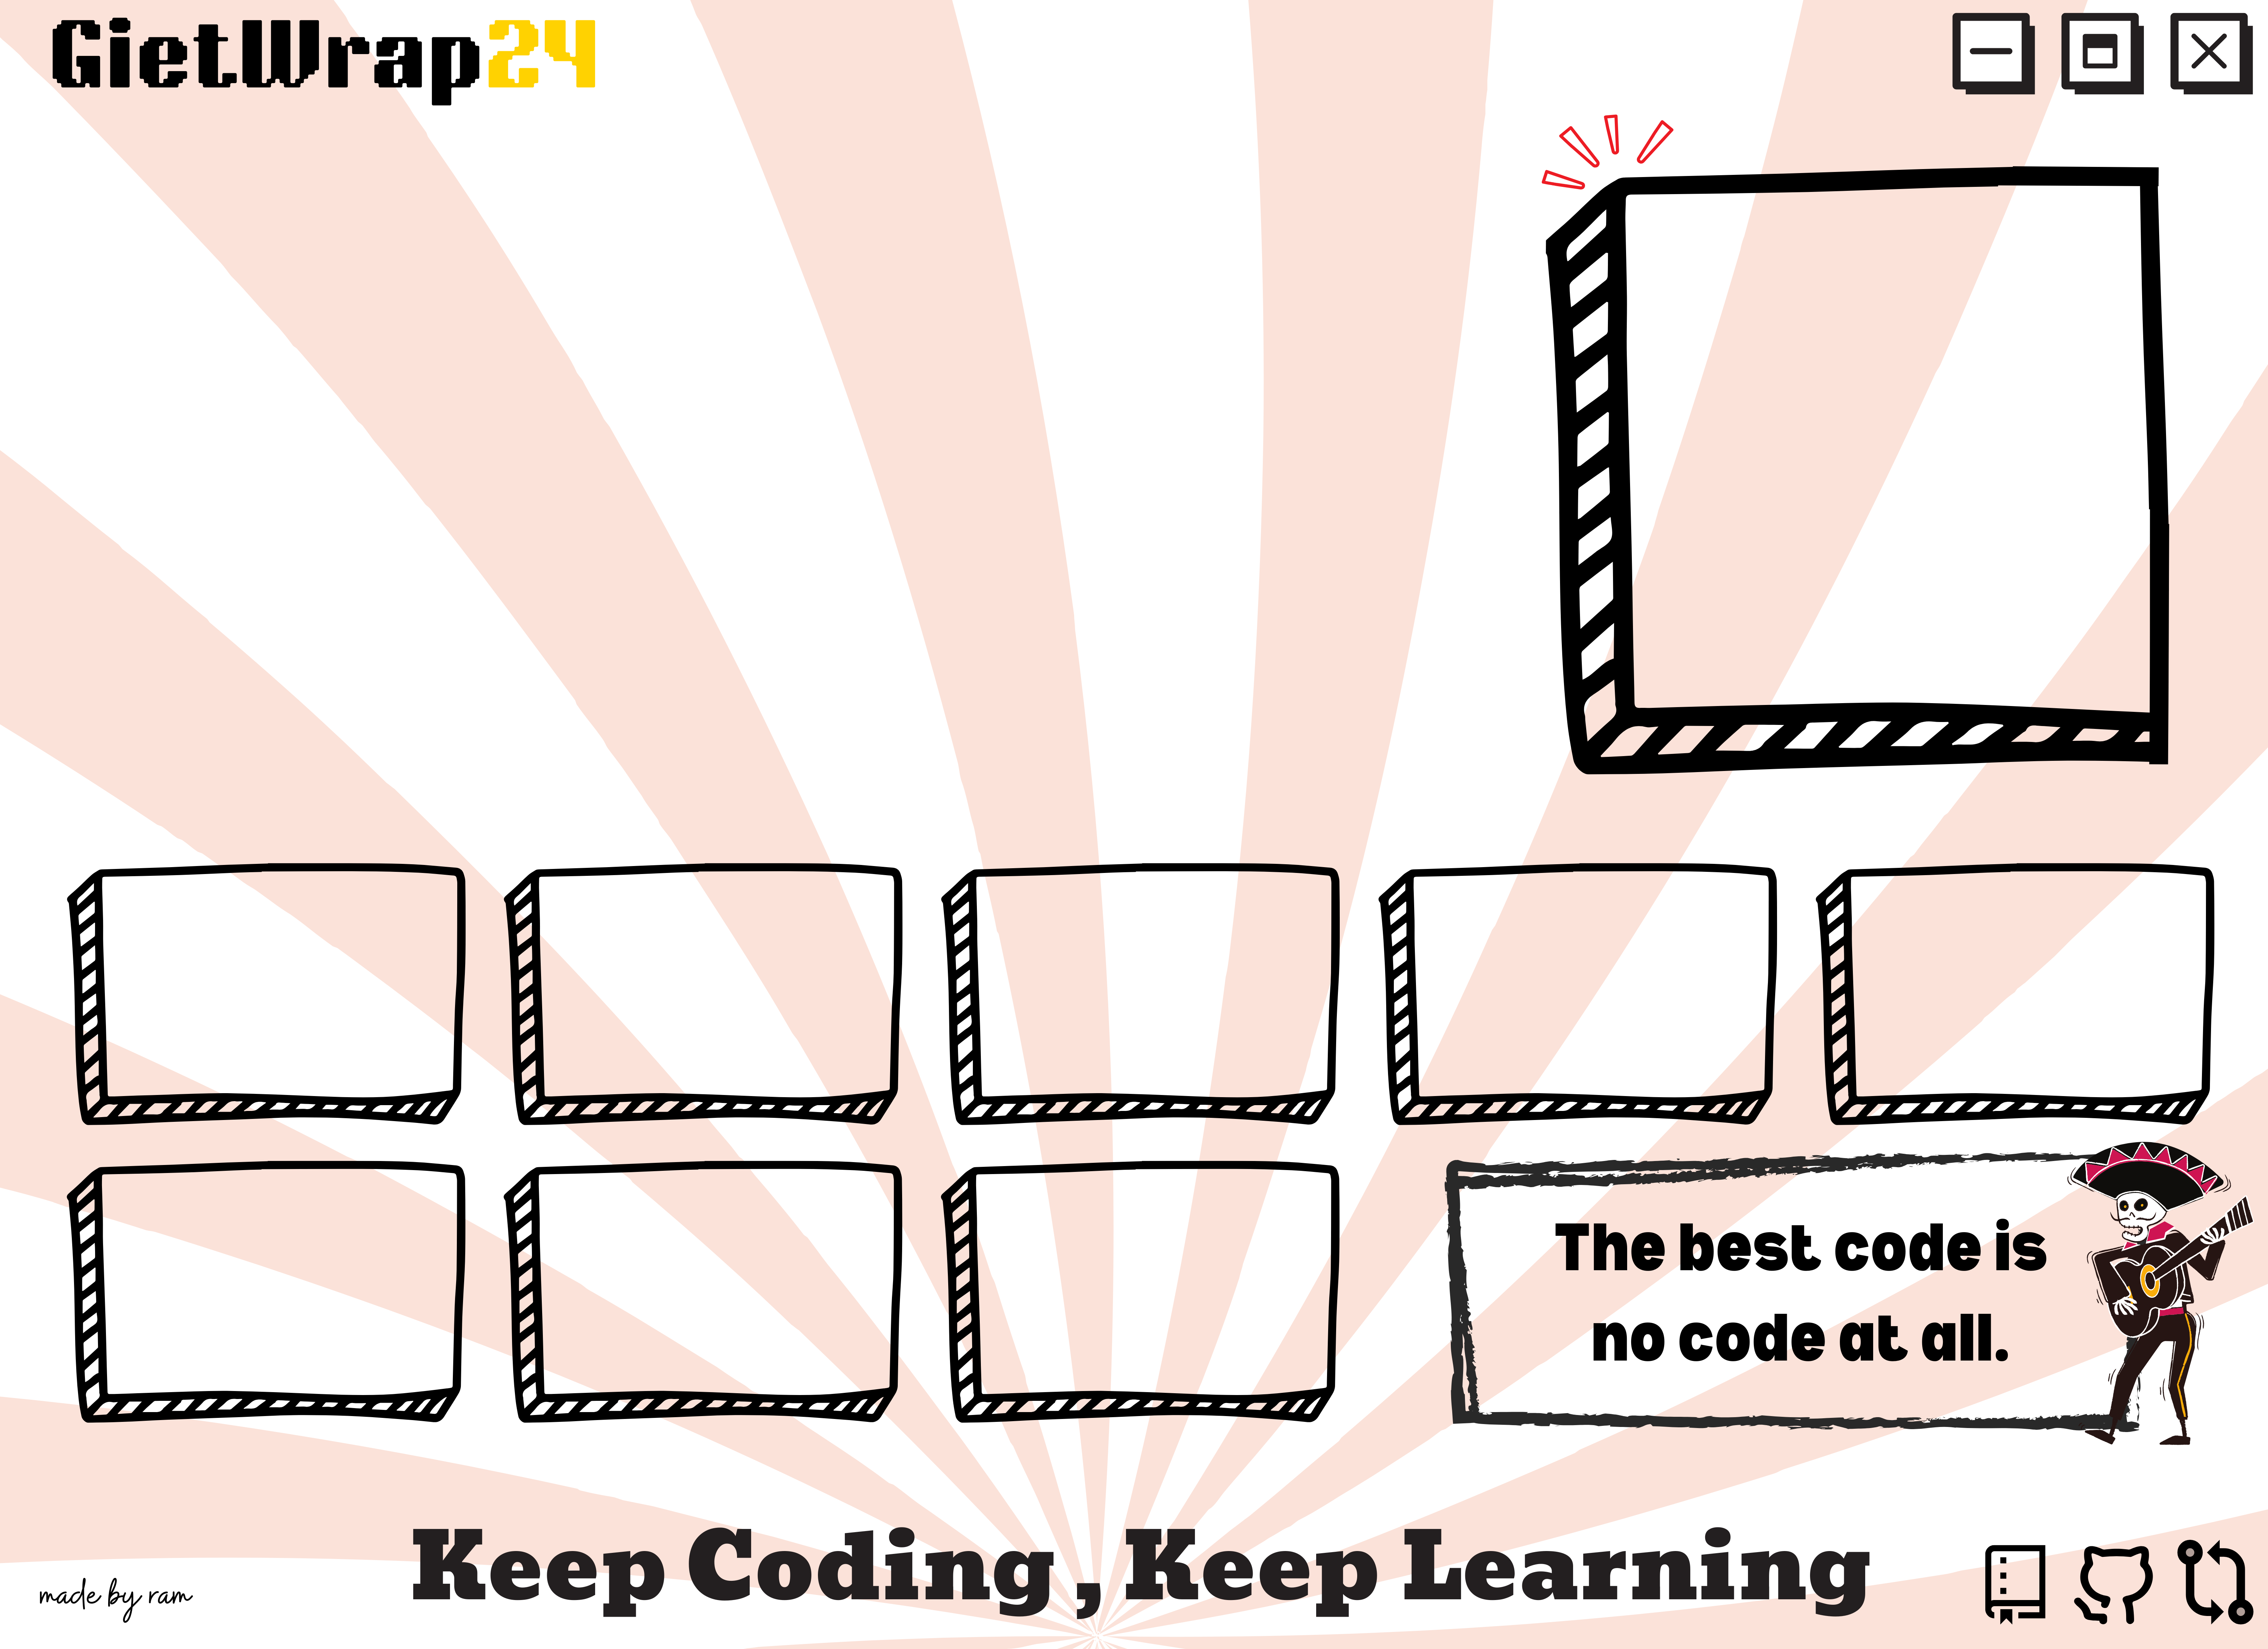 GietWrap24
The best code is
no code at all.
Keep Coding , Keep Learning
made by ram